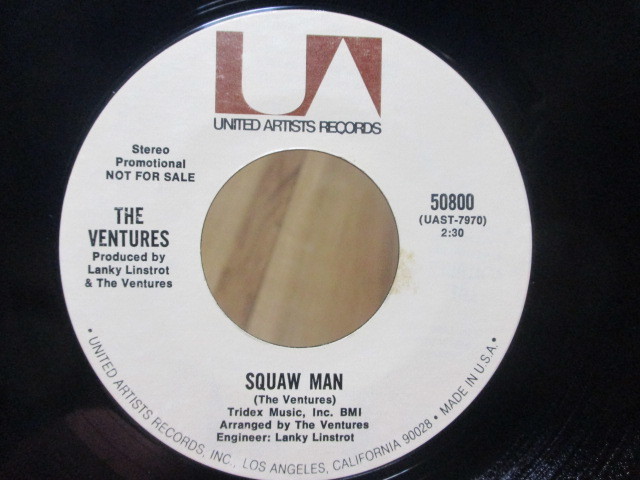 UA
UNITED ARTISTS RECORDS
Stereo
Promotional
NOT FOR SALE
THE
VENTURES
Produced by
Lanky Linstrot
& The Ventures
50800
(UAST-7970)
2:30
SQUAW MAN
(The Ventures)
Tridex Music, Inc. BMI
Arranged by The Ventures
Engineer: Lanky Linstrot
• UNITED ARTISTS RECORDS, INC., LOS ANGELES, CALIFORNIA 90028 • MADE IN U.S.A. •